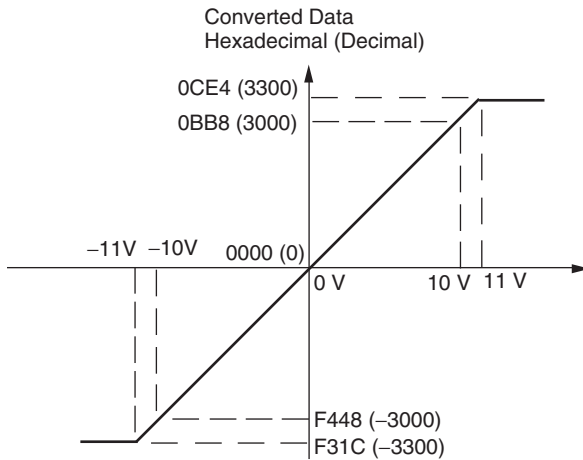 Converted Data
Hexadecimal (Decimal)
0CE4 (3300)
0BB8 (3000)
−11V
−10V
0000 (0)
0 V
10 V
11 V
F448 (−3000)
F31C (−3300)